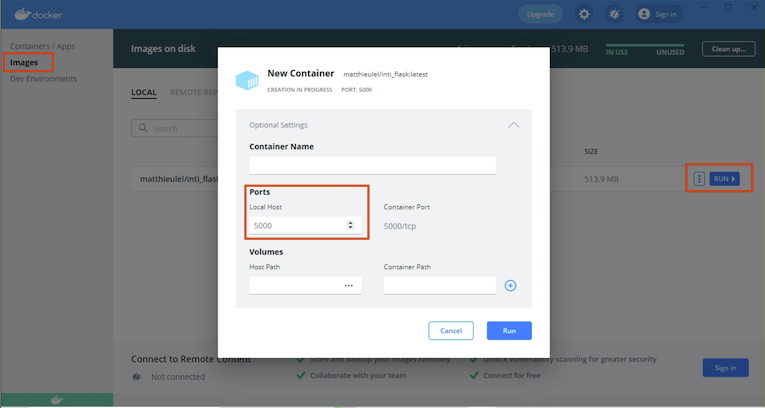 docker
Upgrade
Sign in
Containers / Apps
Images
Dev Environments
Images on disk
513.9 MB
IN USE
UNUSED
Clean up...
LOCAL
REMOTE REP
Search
SIZE
matthieulel/inti_flask
513.9 MB
RUN
New Container
matthieulel/inti_flask:latest
CREATION IN PROGRESS
PORT: 5000
Optional Settings
Container Name
Ports
Local Host
Container Port
5000
5000/tcp
Volumes
Host Path
Container Path
...
Cancel
Run
Connect to Remote Content
Not connected
Store and backup your images remotely
Collaborate with your team
Unlock vulnerability scanning for greater security
Connect for free
Sign in